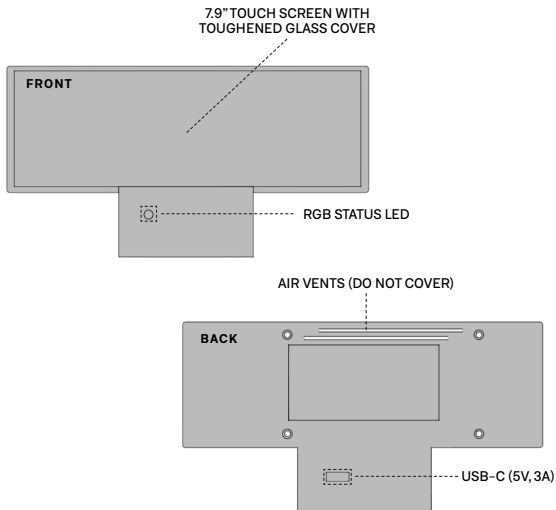 7.9” TOUCH SCREEN WITH
TOUGHENED GLASS COVER
FRONT
RGB STATUS LED
AIR VENTS (DO NOT COVER)
BACK
USB-C (5V, 3A)